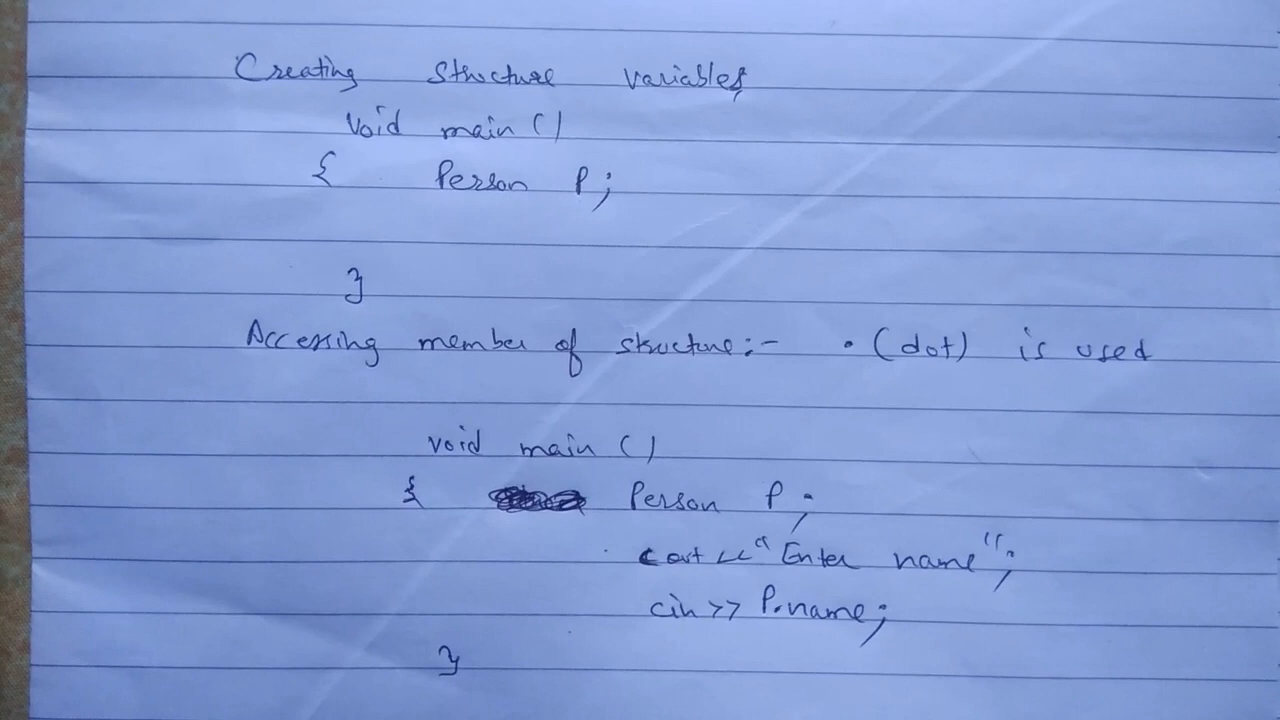 Creating Structure variables,
void main ()
{ Person P;
}
Accessing member of structure:- . (dot) is used
void main ()
{ Person P;
cout << "Enter name";
cin >> P.name;
}